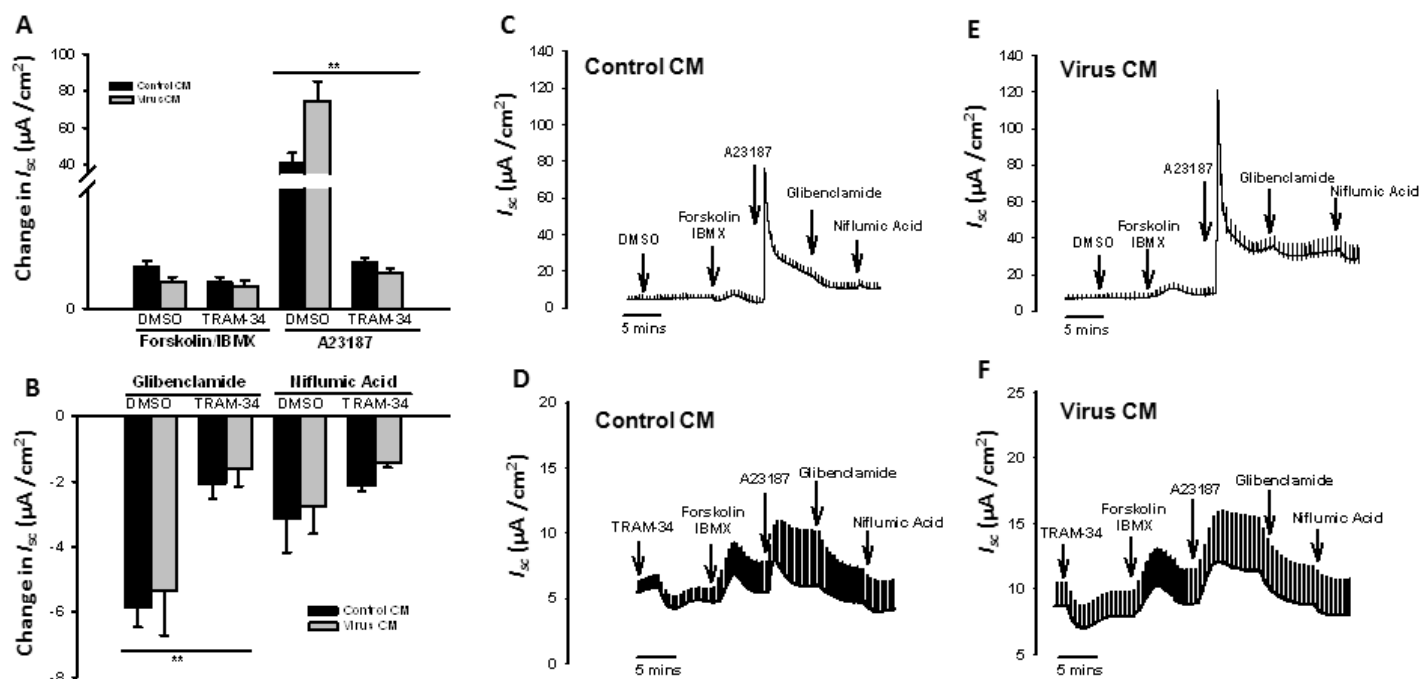 A
Change in Isc (µA /cm2)
100
80
60
40
0
Control CM
Virus CM
**
DMSO TRAM-34 DMSO TRAM-34
Forskolin/IBMX A23187
B
Glibenclamide Niflumic Acid
DMSO TRAM-34 DMSO TRAM-34
Change in Isc (µA /cm2)
0
-2
-4
-6
-8
Control CM
Virus CM
**
C
Control CM
Isc (µA /cm2)
140
120
100
80
60
40
20
0
DMSO
Forskolin
IBMX
A23187
Glibenclamide
Niflumic Acid
5 mins
D
Control CM
Isc (µA /cm2)
20
15
10
5
0
TRAM-34
Forskolin
IBMX
A23187
Glibenclamide
Niflumic Acid
5 mins
E
Virus CM
Isc (µA /cm2)
140
120
100
80
60
40
20
0
DMSO
Forskolin
IBMX
A23187
Glibenclamide
Niflumic Acid
5 mins
F
Virus CM
Isc (µA /cm2)
25
20
15
10
5
TRAM-34
Forskolin
IBMX
A23187
Glibenclamide
Niflumic Acid
5 mins